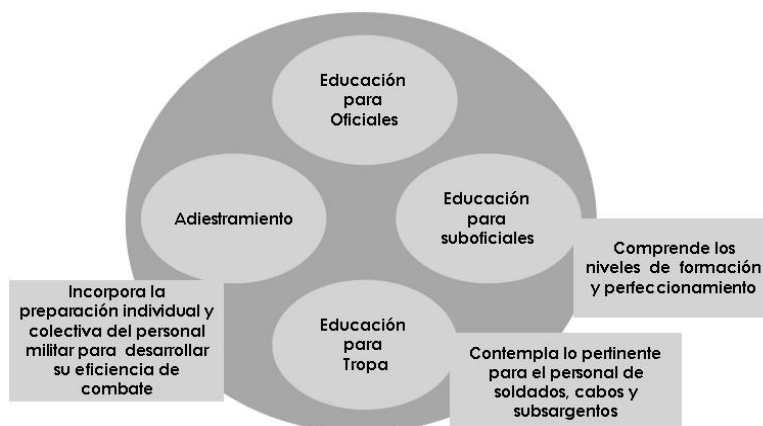 Educación
para
Oficiales
Adiestramiento
Educación
para
suboficiales
Comprende los
niveles de formación
y perfeccionamiento
Incorpora la
preparación individual y
colectiva del personal
militar para desarrollar
su eficiencia de
combate
Educación
para
Tropa
Contempla lo pertinente
para el personal de
soldados, cabos y
subsargentos